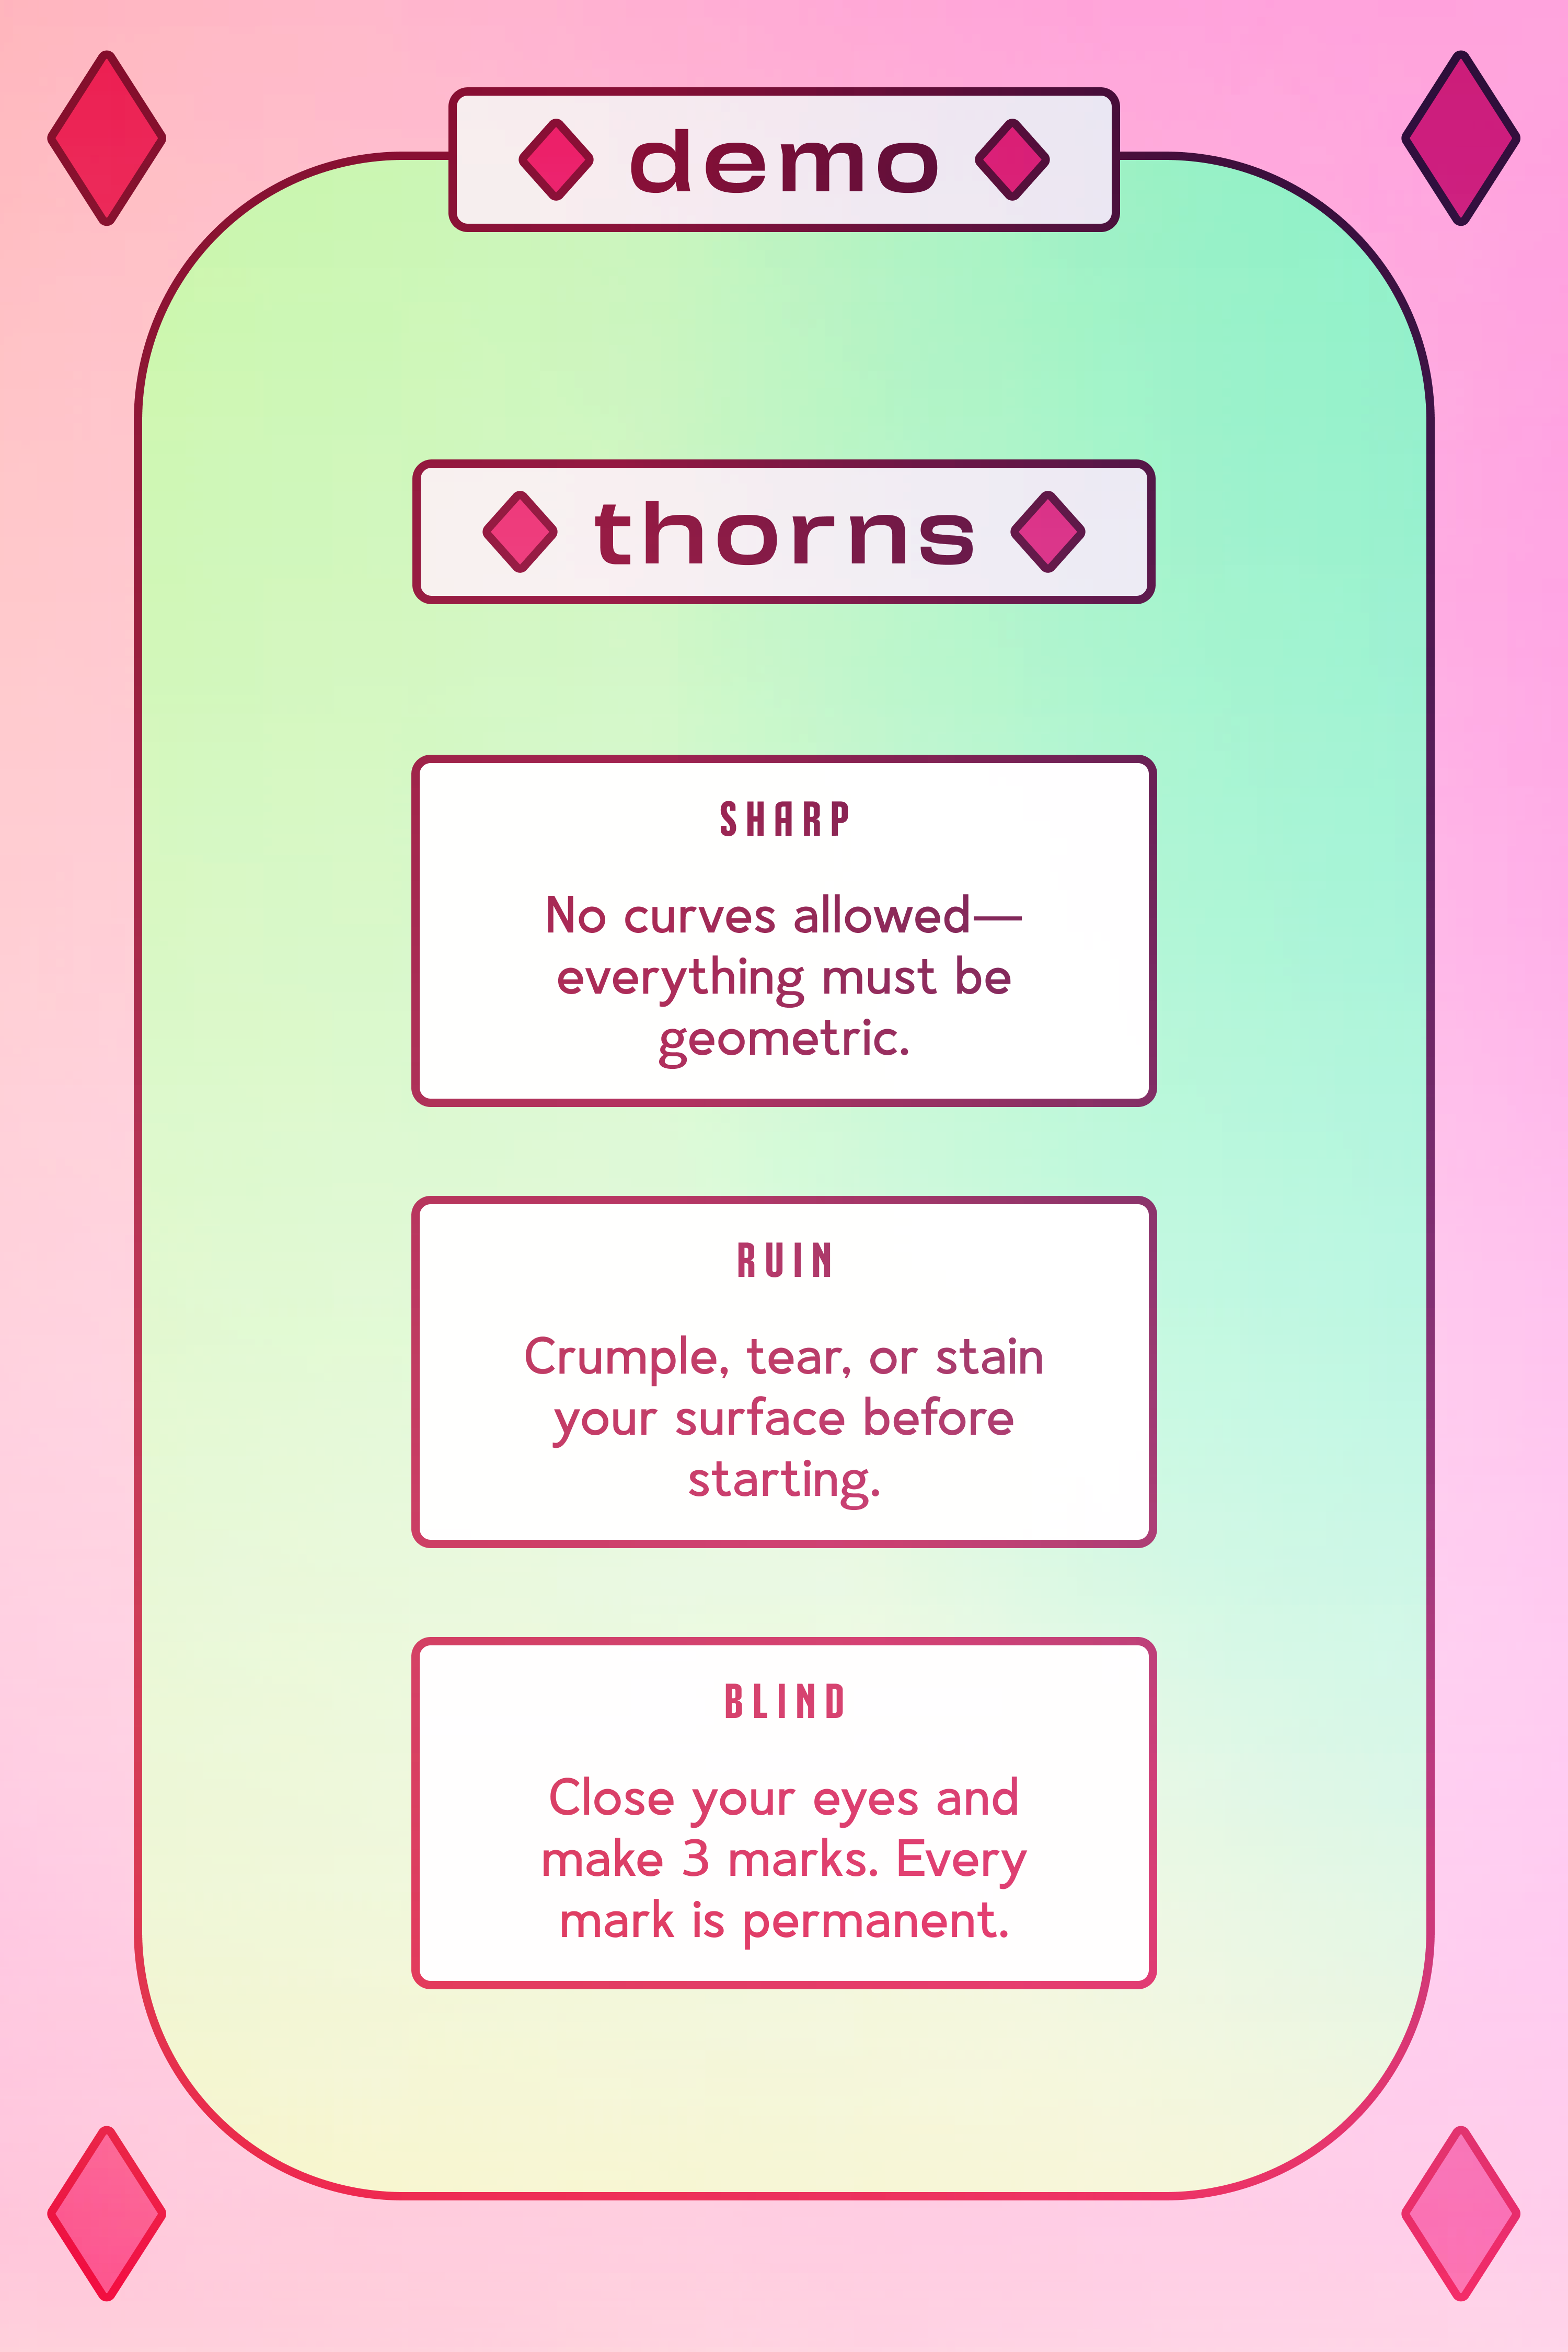 demo
thorns
SHARP
No curves allowed—
everything must be
geometric.
RUIN
Crumple, tear, or stain
your surface before
starting.
BLIND
Close your eyes and
make 3 marks. Every
mark is permanent.